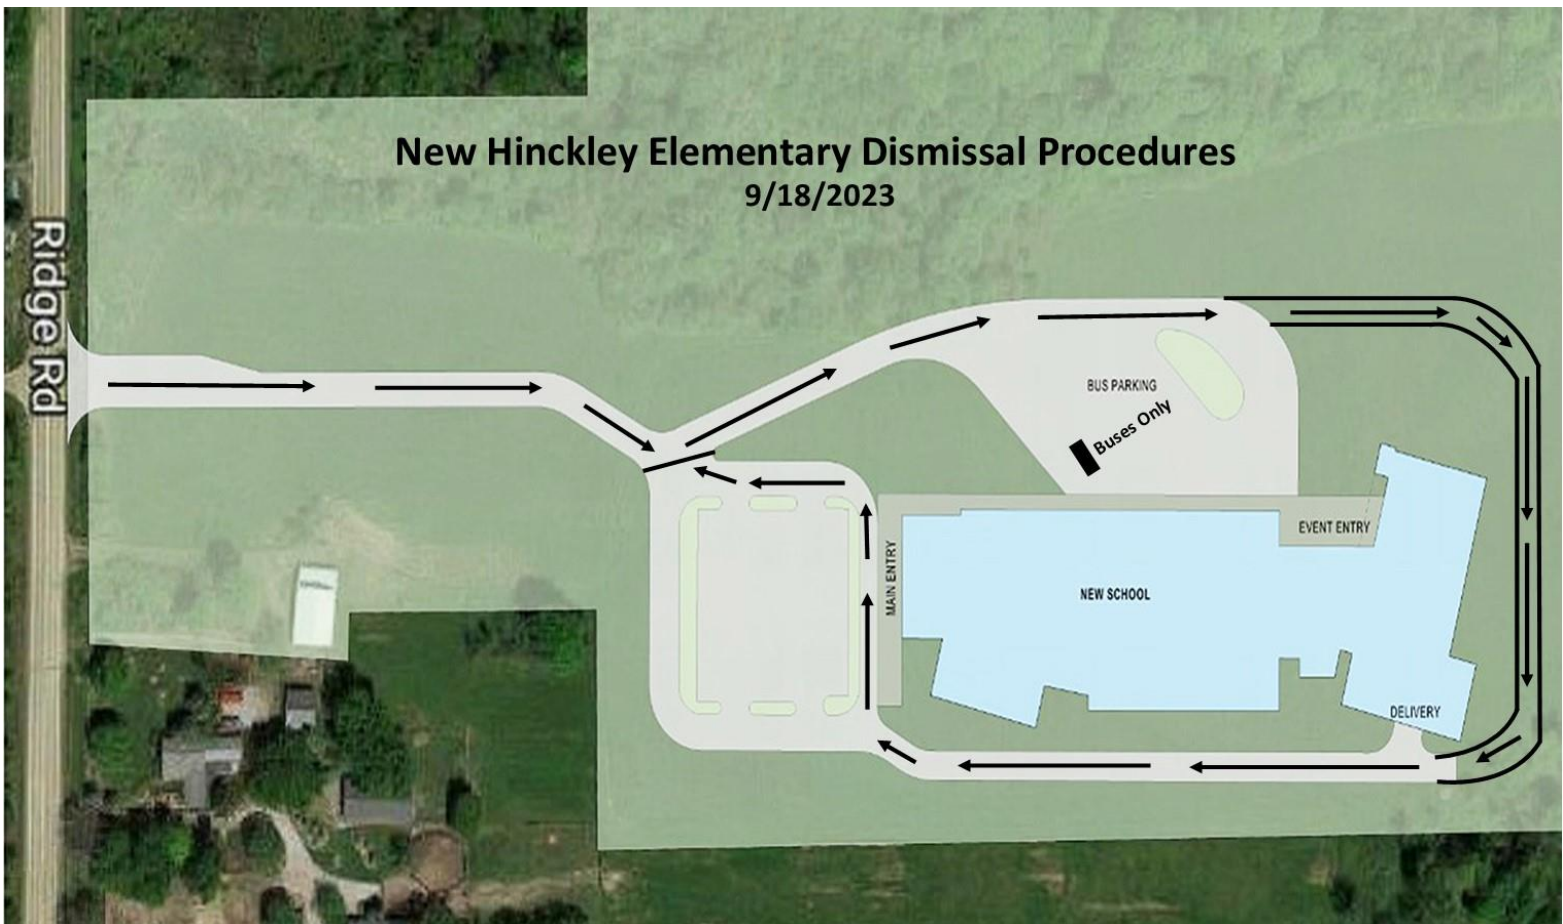 New Hinckley Elementary Dismissal Procedures
9/18/2023
Ridge Rd
BUS PARKING
Buses Only
EVENT ENTRY
MAIN ENTRY
NEW SCHOOL
DELIVERY